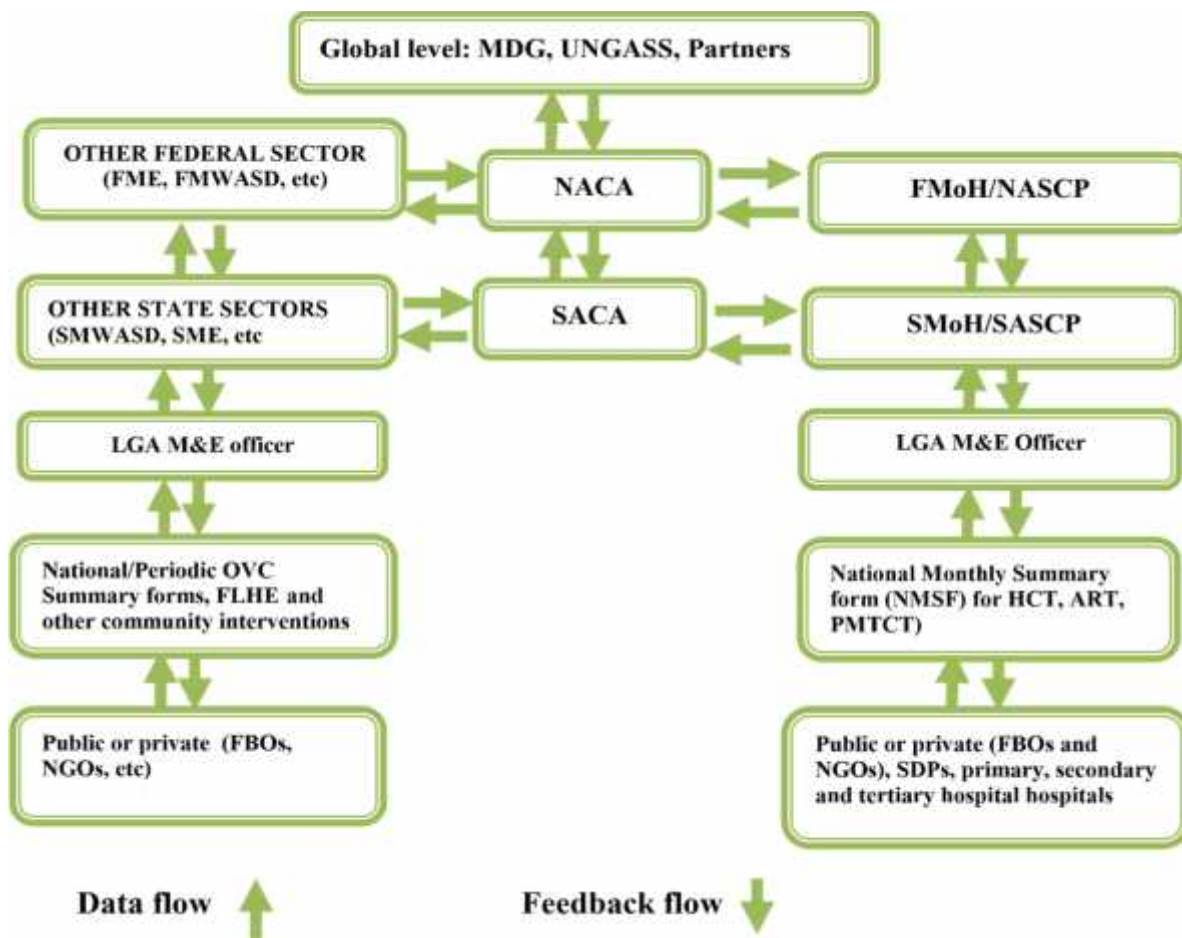 Global level: MDG, UNGASS, Partners
OTHER FEDERAL SECTOR
(FME, FMWASD, etc)
NACA
FMoH/NASCP
OTHER STATE SECTORS
(SMWASD, SME, etc
SACA
SMoH/SASCP
LGA M&E officer
LGA M&E Officer
National/Periodic OVC
Summary forms, FLHE and
other community interventions
National Monthly Summary
form (NMSF) for HCT, ART,
PMTCT)
Public or private (FBOs,
NGOs, etc)
Public or private (FBOs and
NGOs), SDPs, primary, secondary
and tertiary hospital hospitals
Data flow
Feedback flow